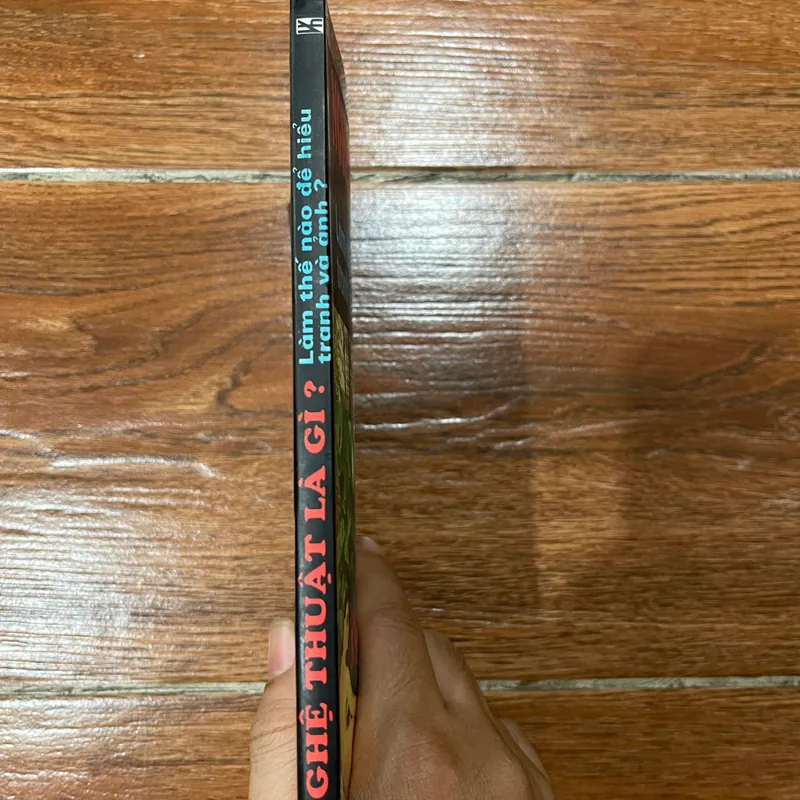 GHỆ THUẬT LÀ GÌ ?
Làm thế nào để hiểu
tranh và ảnh ?